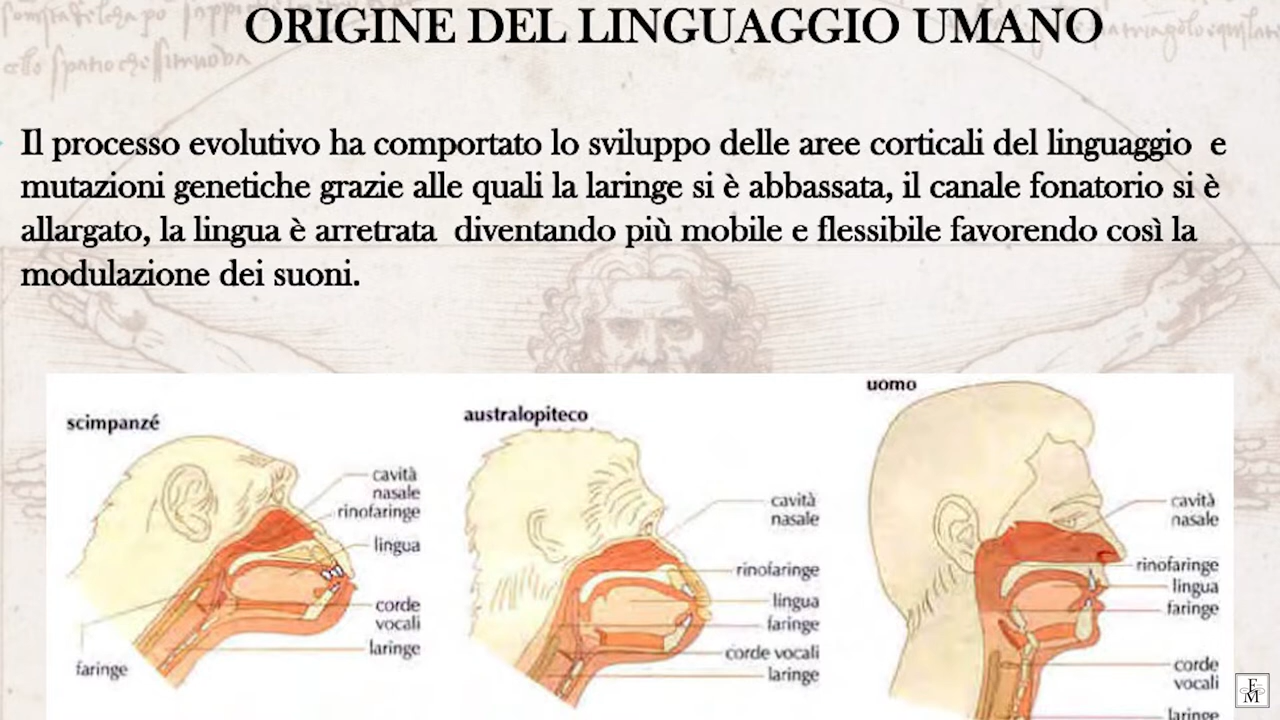 ORIGINE DEL LINGUAGGIO UMANO
Il processo evolutivo ha comportato lo sviluppo delle aree corticali del linguaggio e
mutazioni genetiche grazie alle quali la laringe si è abbassata, il canale fonatorio si è
allargato, la lingua è arretrata diventando più mobile e flessibile favorendo così la
modulazione dei suoni.
scimpanzé
cavità
nasale
rinofaringe
lingua
corde
vocali
laringe
faringe
australopiteco
cavità
nasale
rinofaringe
lingua
faringe
corde vocali
laringe
uomo
cavità
nasale
rinofaringe
lingua
faringe
corde
vocali
laringe
F
M